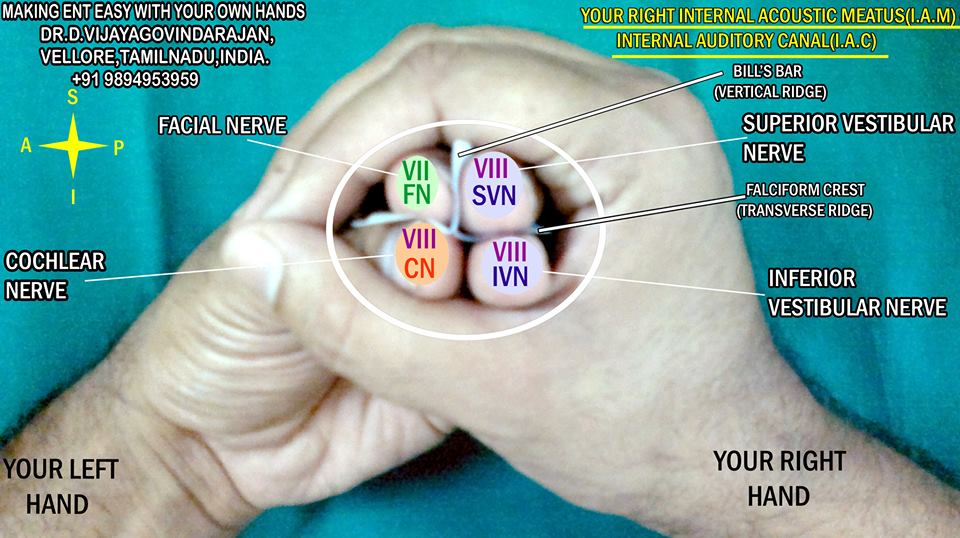 MAKING ENT EASY WITH YOUR OWN HANDS
DR.D.VIJAYAGOVINDARAJAN,
VELLORE,TAMILNADU,INDIA.
+91 9894953959
YOUR RIGHT INTERNAL ACOUSTIC MEATUS(I.A.M)
INTERNAL AUDITORY CANAL(I.A.C)
BILL'S BAR
(VERTICAL RIDGE)
S
A
P
I
FACIAL NERVE
SUPERIOR VESTIBULAR
NERVE
VII
FN
VIII
SVN
FALCIFORM CREST
(TRANSVERSE RIDGE)
VIII
CN
VIII
IVN
COCHLEAR
NERVE
INFERIOR
VESTIBULAR NERVE
YOUR LEFT
HAND
YOUR RIGHT
HAND